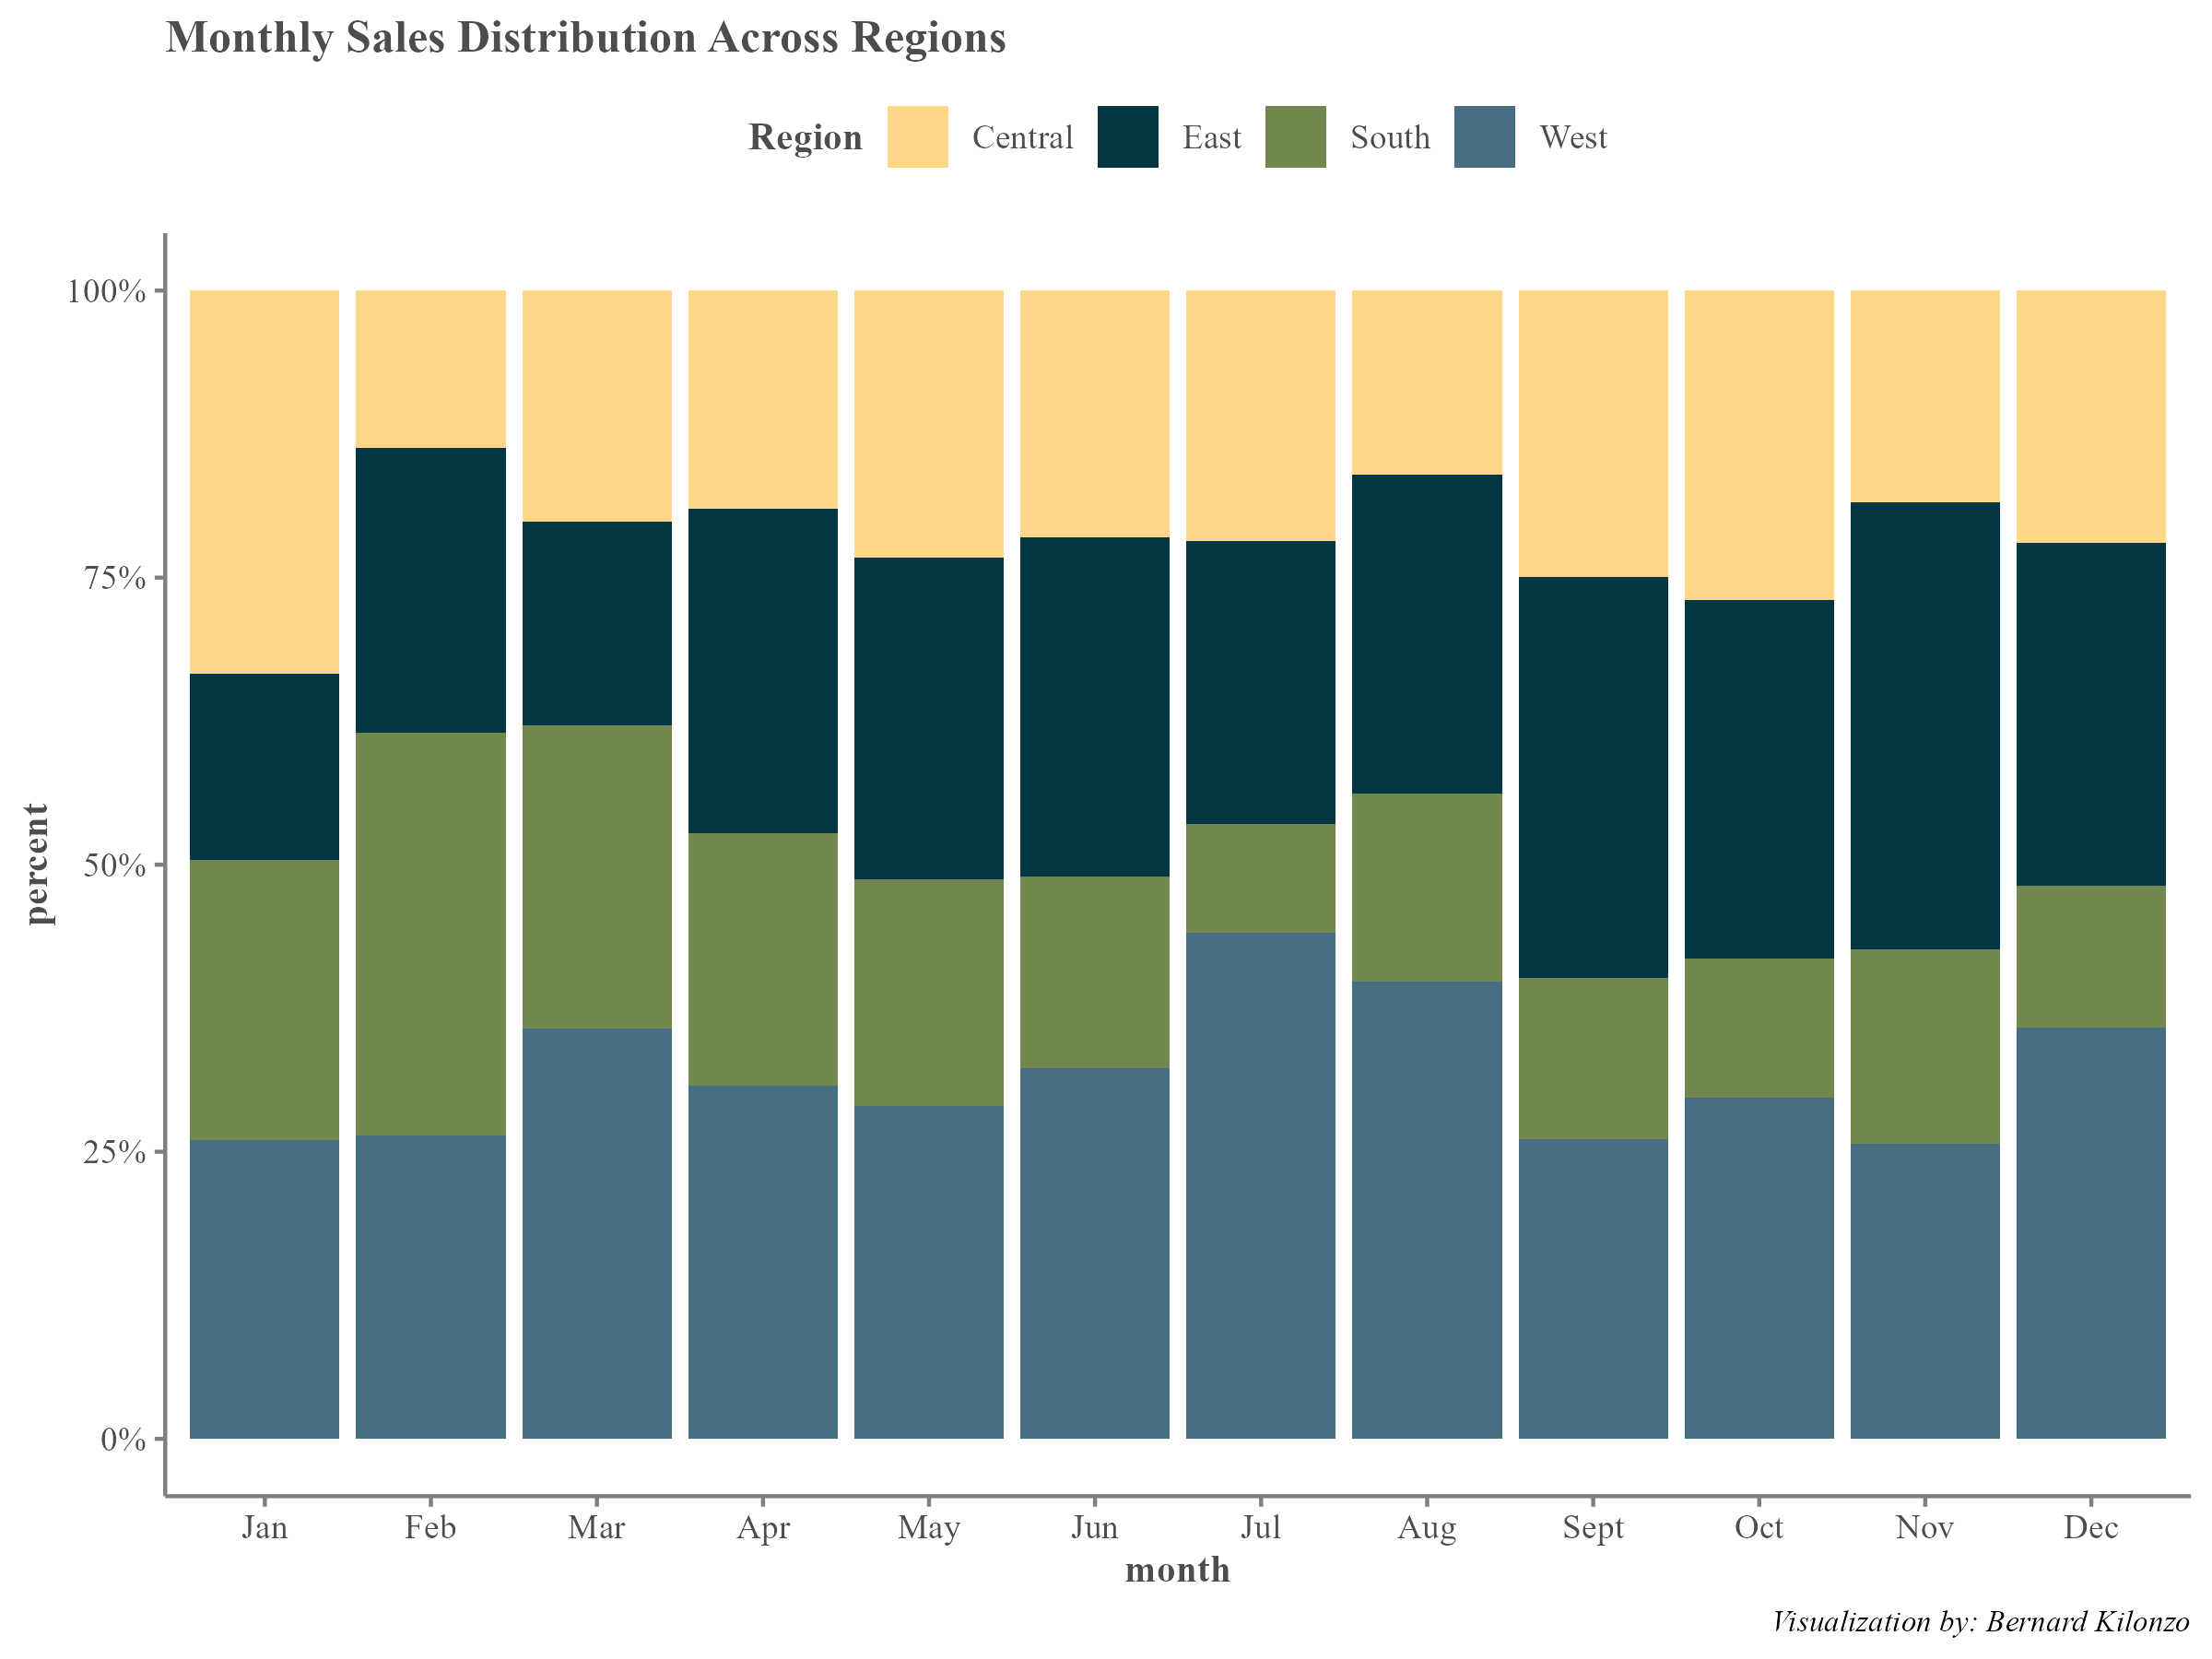 Monthly Sales Distribution Across Regions
Region Central East South West
100%
75%
50%
25%
0%
percent
Jan Feb Mar Apr May Jun Jul Aug Sept Oct Nov Dec
month
Visualization by: Bernard Kilonzo